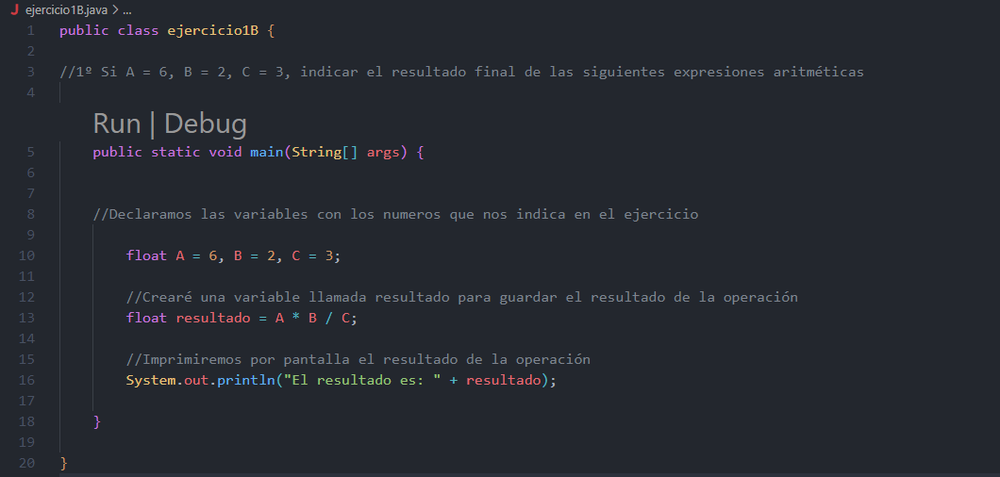 J ejercicio1B.java > ...
1 public class ejercicio1B {
2
3 //1º Si A = 6, B = 2, C = 3, indicar el resultado final de las siguientes expresiones aritméticas
4
Run | Debug
5 public static void main(String[] args) {
6
7
8 //Declaramos las variables con los numeros que nos indica en el ejercicio
9
10 float A = 6, B = 2, C = 3;
11
12 //Crearé una variable llamada resultado para guardar el resultado de la operación
13 float resultado = A * B / C;
14
15 //Imprimiremos por pantalla el resultado de la operación
16 System.out.println("El resultado es: " + resultado);
17
18 }
19
20 }